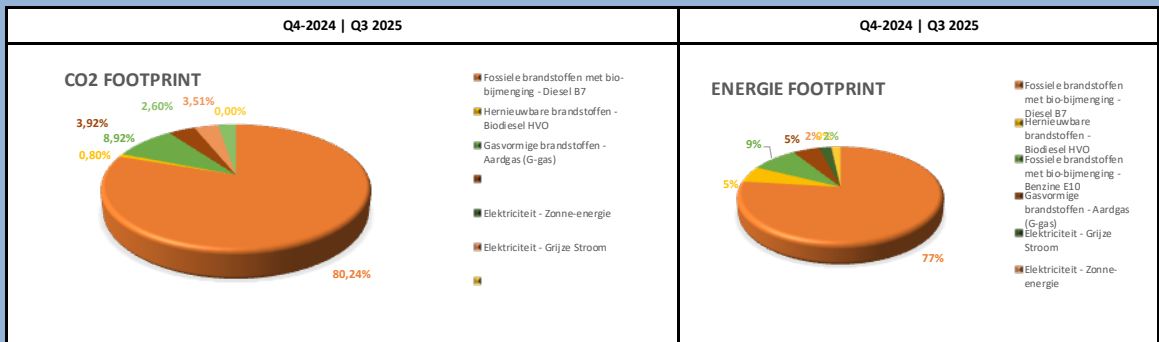 Q4-2024 | Q3 2025
CO2 FOOTPRINT
2,60%
3,51%
0,00%
3,92%
8,92%
0,80%
80,24%
Fossiele brandstoffen met bio-
bijmenging - Diesel B7
Hernieuwbare brandstoffen -
Biodiesel HVO
Gasvormige brandstoffen -
Aardgas (G-gas)
Elektriciteit - Zonne-energie
Elektriciteit - Grijze Stroom
Q4-2024 | Q3 2025
ENERGIE FOOTPRINT
9%
5%
2%
5%
77%
Fossiele brandstoffen
met bio-bijmenging -
Diesel B7
Hernieuwbare
brandstoffen -
Biodiesel HVO
Fossiele brandstoffen
met bio-bijmenging -
Benzine E10
Gasvormige
brandstoffen - Aardgas
(G-gas)
Elektriciteit - Grijze
Stroom
Elektriciteit - Zonne-
energie